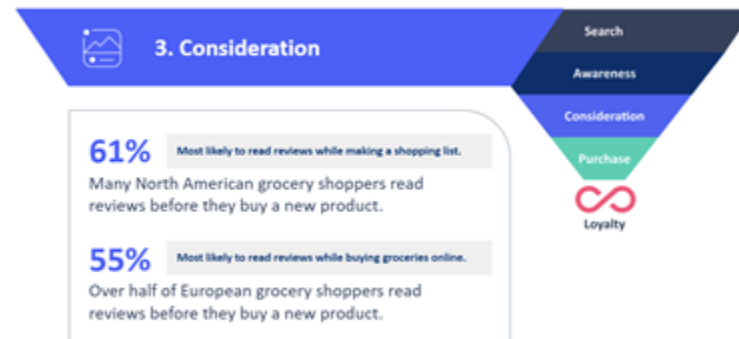 3. Consideration
Search
Awareness
Consideration
Purchase
Loyalty
61%
Most likely to read reviews while making a shopping list.
Many North American grocery shoppers read
reviews before they buy a new product.
55%
Most likely to read reviews while buying groceries online.
Over half of European grocery shoppers read
reviews before they buy a new product.